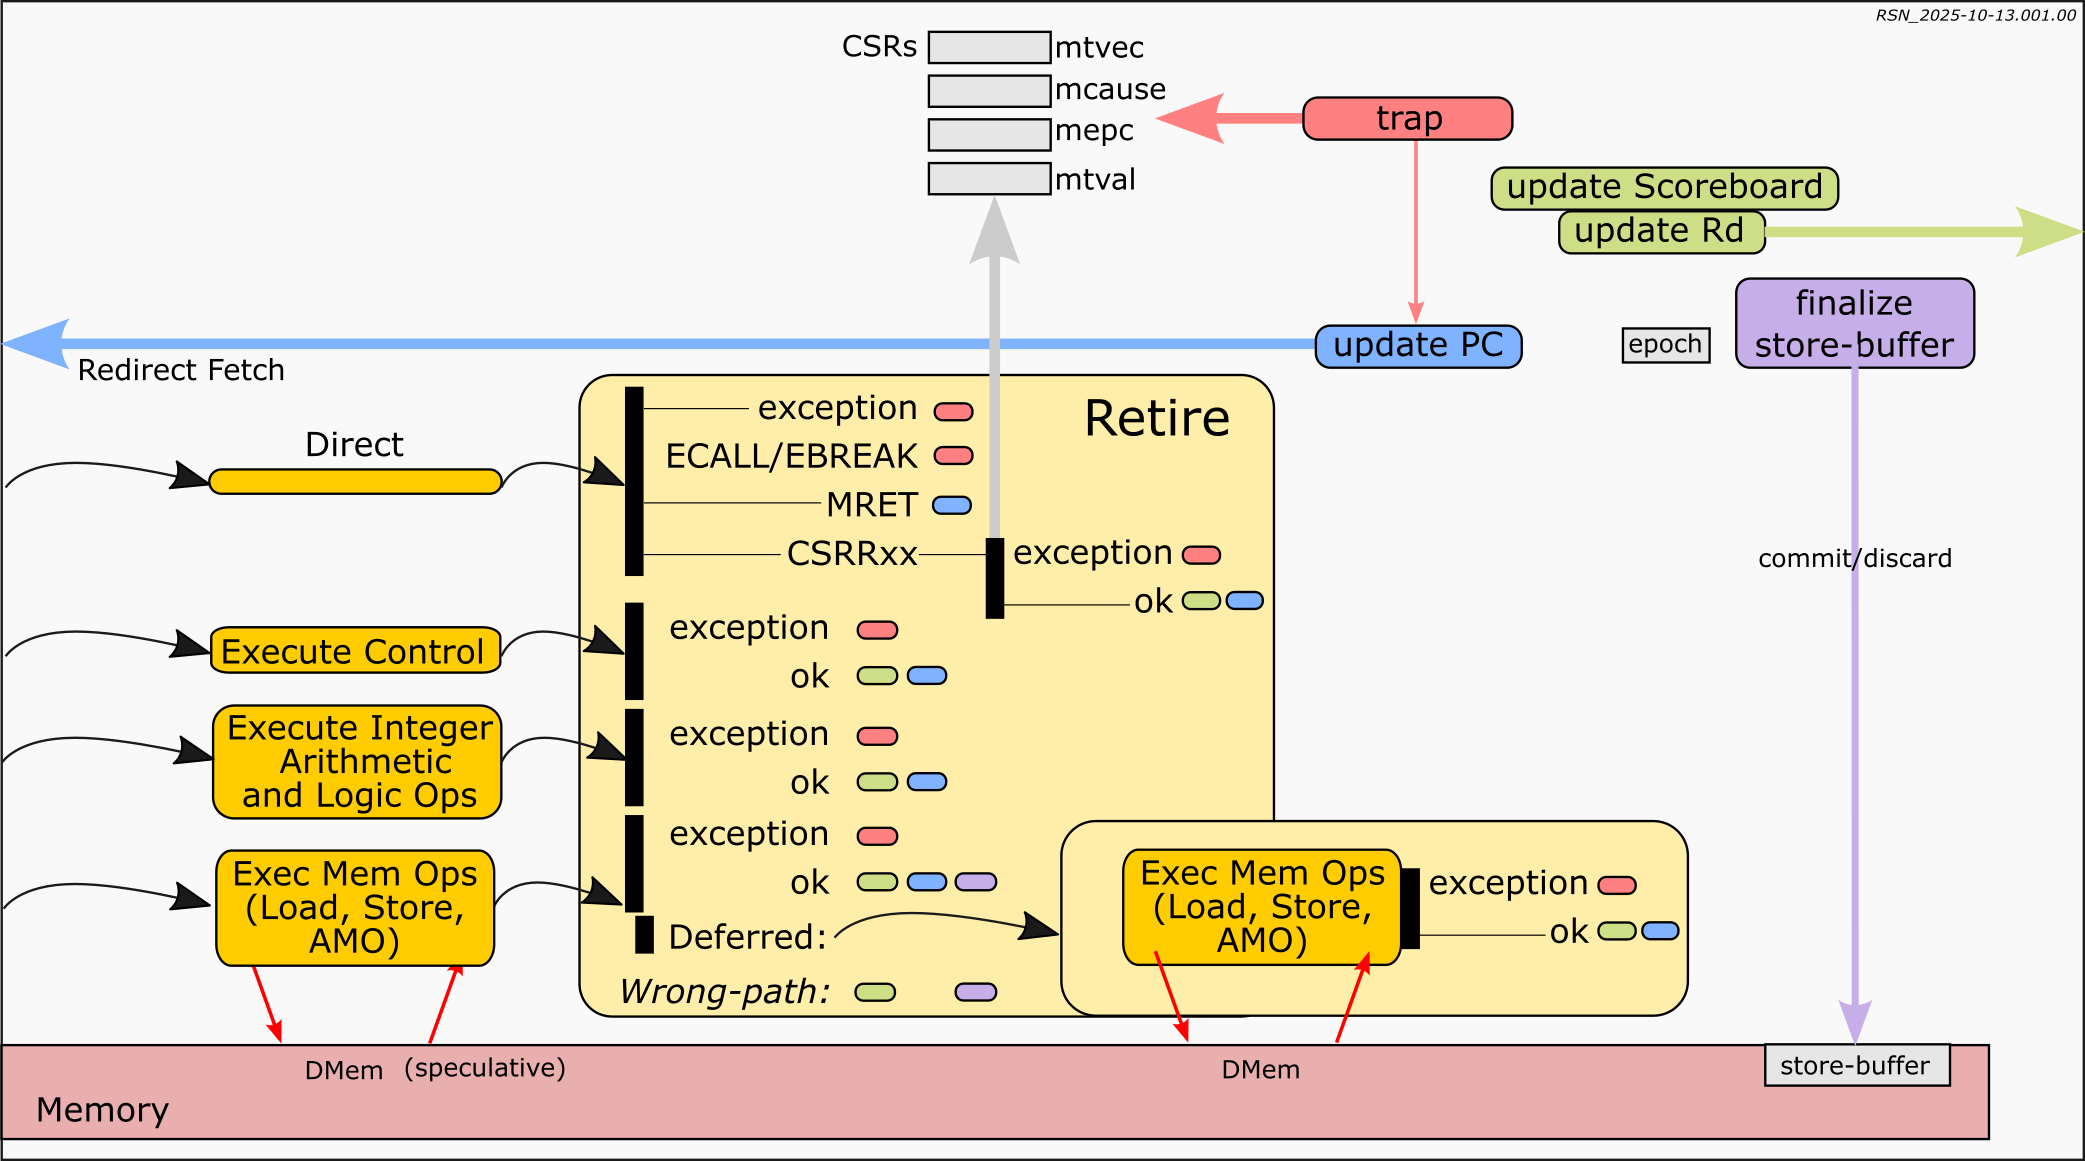 RSN_2025-10-13.001.00
CSRs
mtvec
mcause
mepc
mtval
trap
update Scoreboard
update Rd
finalize
store-buffer
epoch
update PC
Redirect Fetch
Retire
Direct
exception
ECALL/EBREAK
MRET
CSRRxx
exception
ok
commit/discard
Execute Control
exception
ok
Execute Integer
Arithmetic
and Logic Ops
exception
ok
Exec Mem Ops
(Load, Store,
AMO)
exception
ok
Deferred:
Wrong-path:
Exec Mem Ops
(Load, Store,
AMO)
exception
ok
DMem (speculative)
DMem
store-buffer
Memory